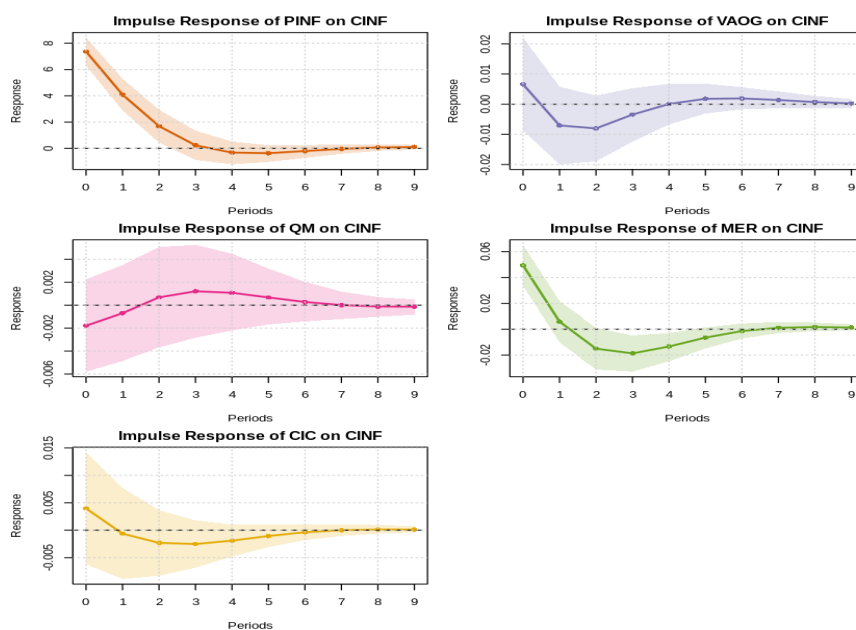 Impulse Response of PINF on CINF
Response
8
4
2
0
0 1 2 3 4 5 6 7 8 9
Periods
Impulse Response of VAOG on CINF
Response
0.02
0.01
0.00
-0.01
-0.02
0 1 2 3 4 5 6 7 8 9
Periods
Impulse Response of QM on CINF
Response
0.002
-0.002
-0.006
0 1 2 3 4 5 6 7 8 9
Periods
Impulse Response of MER on CINF
Response
0.06
0.02
-0.02
0 1 2 3 4 5 6 7 8 9
Periods
Impulse Response of CIC on CINF
Response
0.015
0.005
-0.005
0 1 2 3 4 5 6 7 8 9
Periods